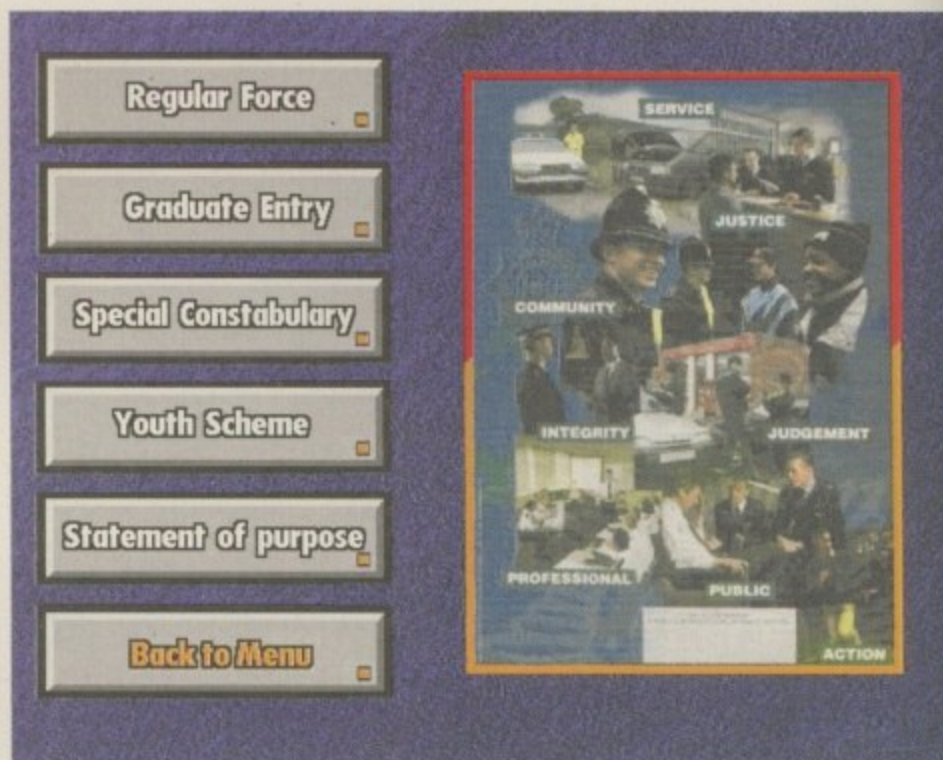 Regular Force
Graduate Entry
Special Constabulary
Youth Scheme
Statement of purpose
Back to Menu
SERVICE
JUSTICE
COMMUNITY
INTEGRITY
JUDGEMENT
PROFESSIONAL
PUBLIC
ACTION